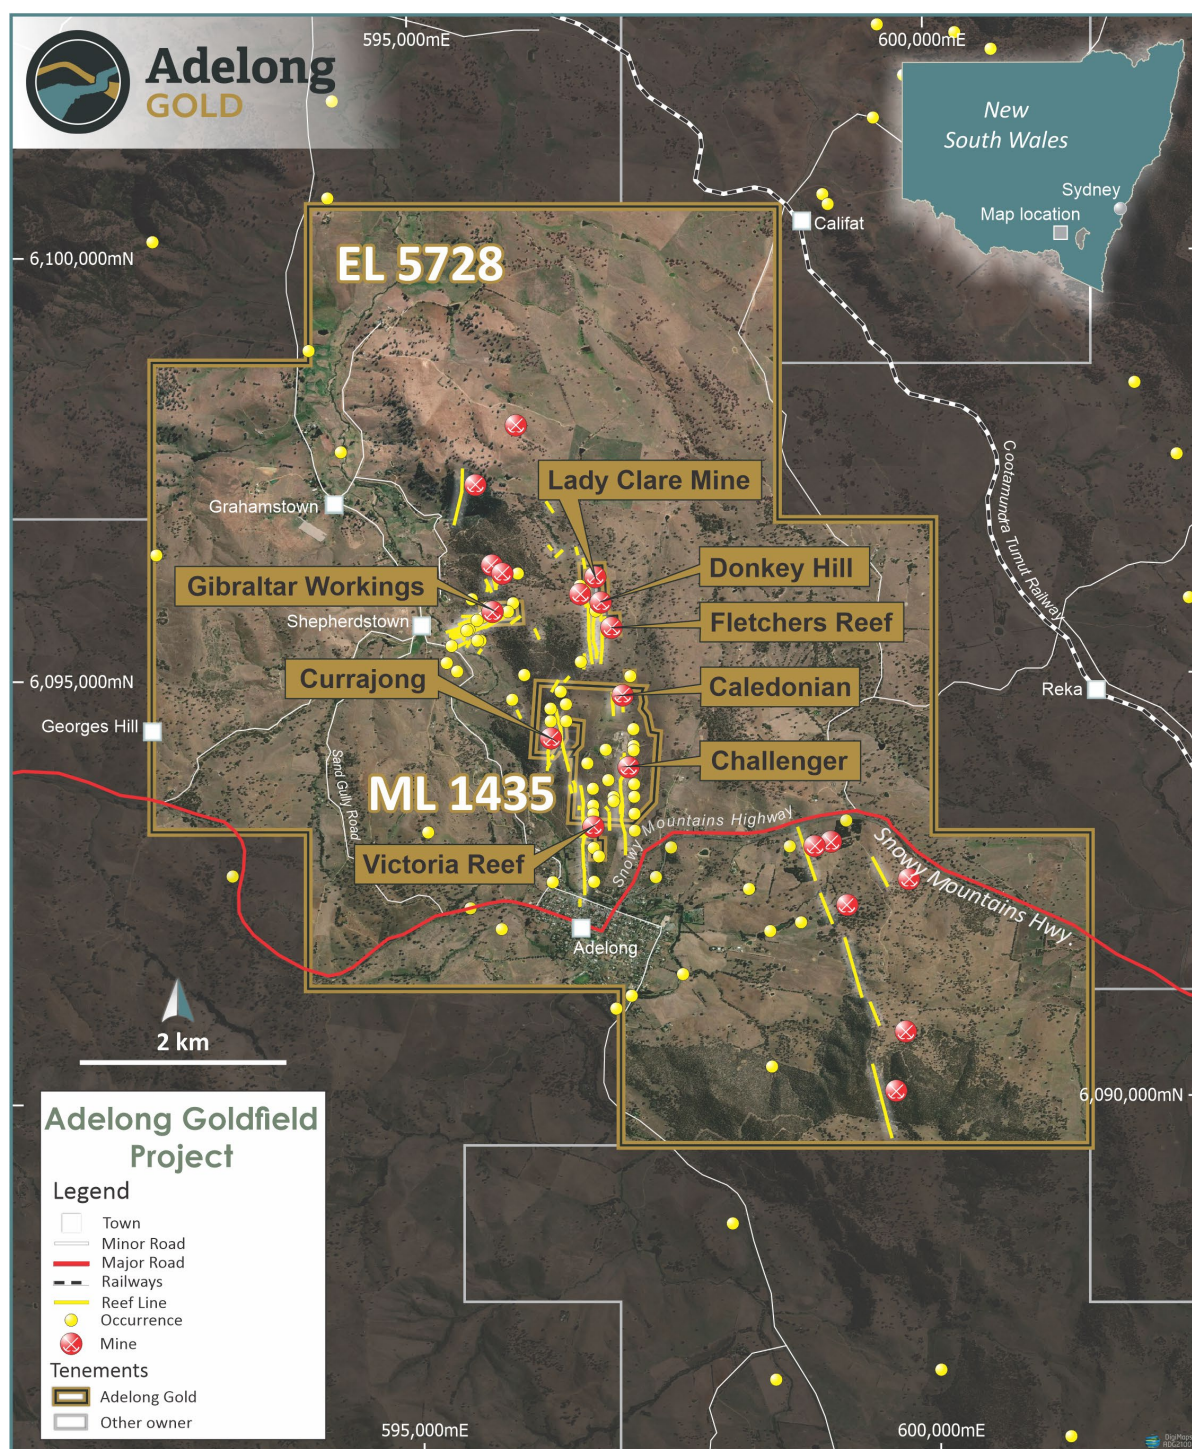 Adelong
GOLD
595,000mE
600,000mE
New
South Wales
Sydney
Map location
Califat
6,100,000mN
EL 5728
Cootamundra Tumut Railway
Lady Clare Mine
Grahamstown
Donkey Hill
Gibraltar Workings
Shepherdstown
Fletchers Reef
6,095,000mN
Currajong
Caledonian
Reka
Georges Hill
Challenger
Sand Gully Road
ML 1435
Snowy Mountains Highway
Victoria Reef
Snowy Mountains Hwy.
Adelong
2 km
6,090,000mN
Adelong Goldfield
Project
Legend
Town
Minor Road
Major Road
Railways
Reef Line
Occurrence
Mine
Tenements
Adelong Gold
Other owner
595,000mE
600,000mE
DigiMaps